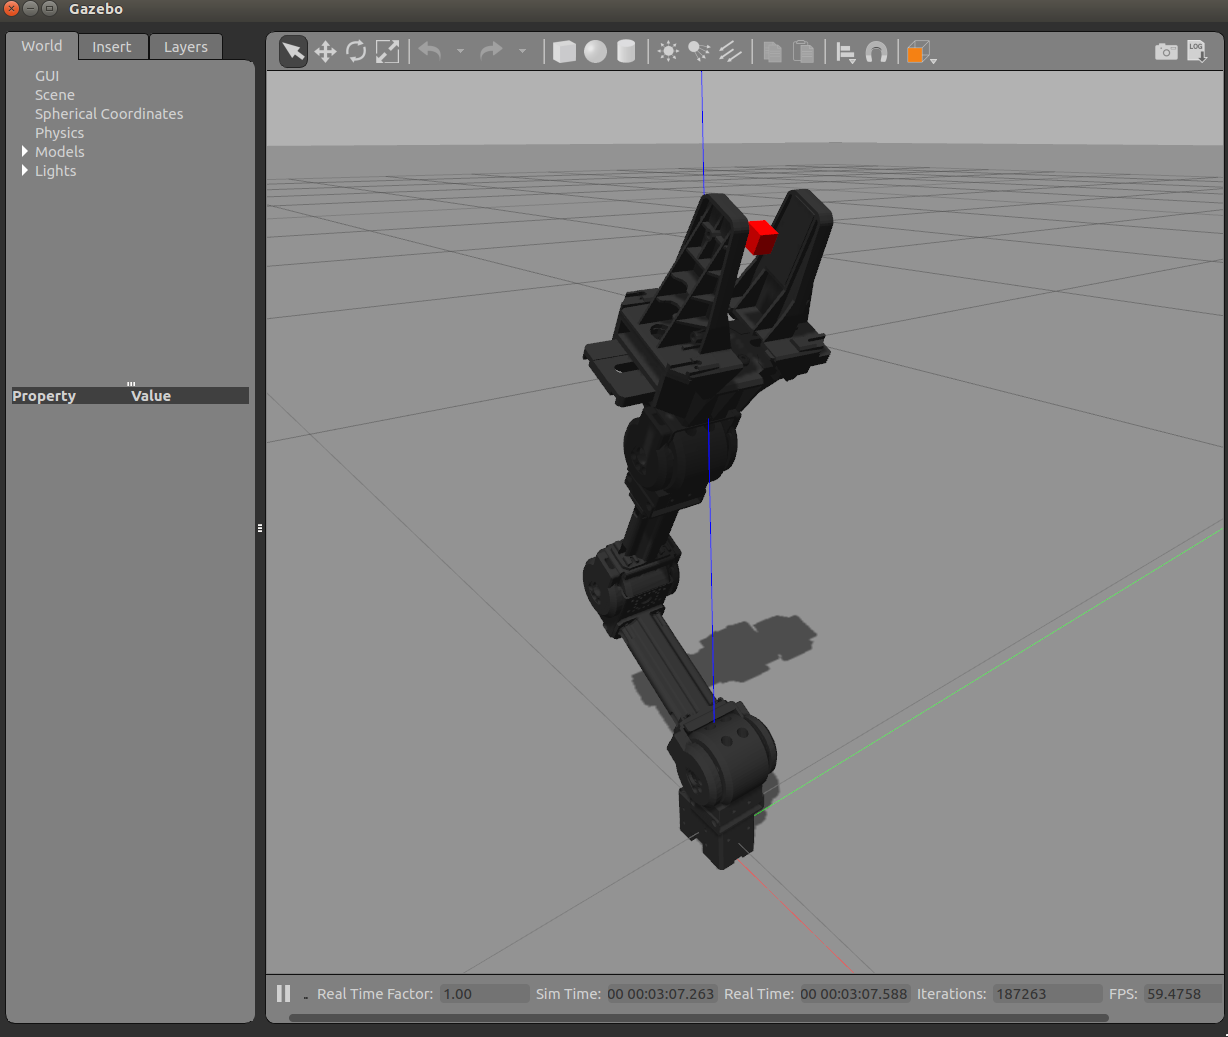 Gazebo
World Insert Layers
GUI
Scene
Spherical Coordinates
Physics
Models
Lights
Property Value
LOG
Real Time Factor: 1.00 Sim Time: 00 00:03:07.263 Real Time: 00 00:03:07.588 Iterations: 187263 FPS: 59.4758